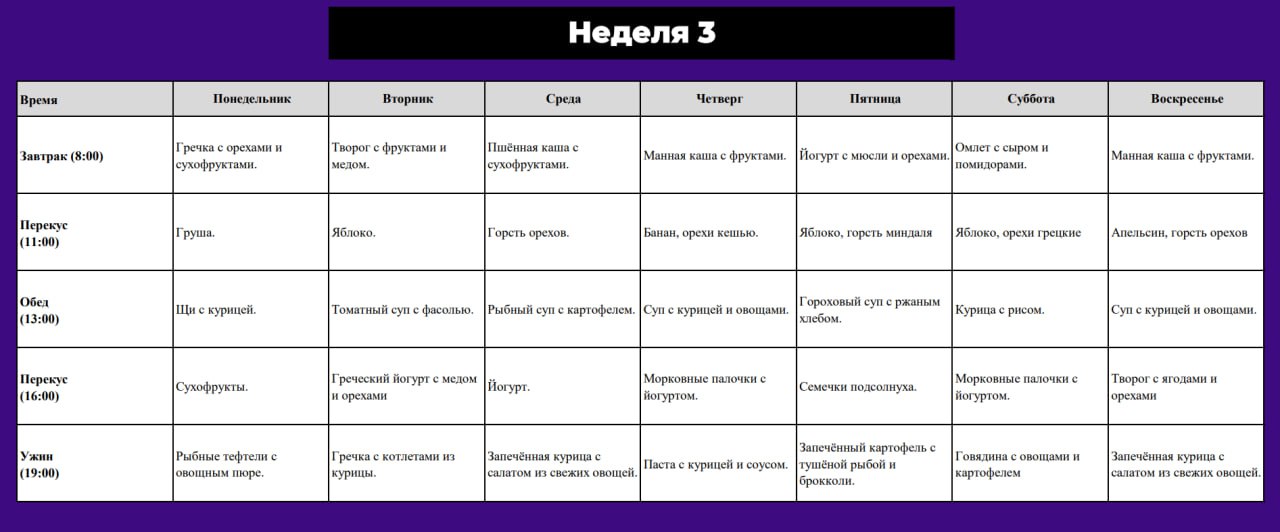 Неделя 3
Время
Понедельник
Вторник
Среда
Четверг
Пятница
Суббота
Воскресенье
Завтрак (8:00)
Гречка с орехами и
сухофруктами.
Творог с фруктами и
медом.
Пшённая каша с
сухофруктами.
Манная каша с фруктами.
Йогурт с мюсли и орехами.
Омлет с сыром и
помидорами.
Манная каша с фруктами.
Перекус
(11:00)
Груша.
Яблоко.
Горсть орехов.
Банан, орехи кешью.
Яблоко, горсть миндаля
Яблоко, орехи грецкие
Апельсин, горсть орехов
Обед
(13:00)
Щи с курицей.
Томатный суп с фасолью.
Рыбный суп с картофелем.
Суп с курицей и овощами.
Гороховый суп с ржаным
хлебом.
Курица с рисом.
Суп с курицей и овощами.
Перекус
(16:00)
Сухофрукты.
Греческий йогурт с медом
и орехами
Йогурт.
Морковные палочки с
йогуртом.
Семечки подсолнуха.
Морковные палочки с
йогуртом.
Творог с ягодами и
орехами
Ужин
(19:00)
Рыбные тефтели с
овощным пюре.
Гречка с котлетами из
курицы.
Запечённая курица с
салатом из свежих овощей.
Паста с курицей и соусом.
Запечённый картофель с
тушёной рыбой и
брокколи.
Говядина с овощами и
картофелем
Запечённая курица с
салатом из свежих овощей.